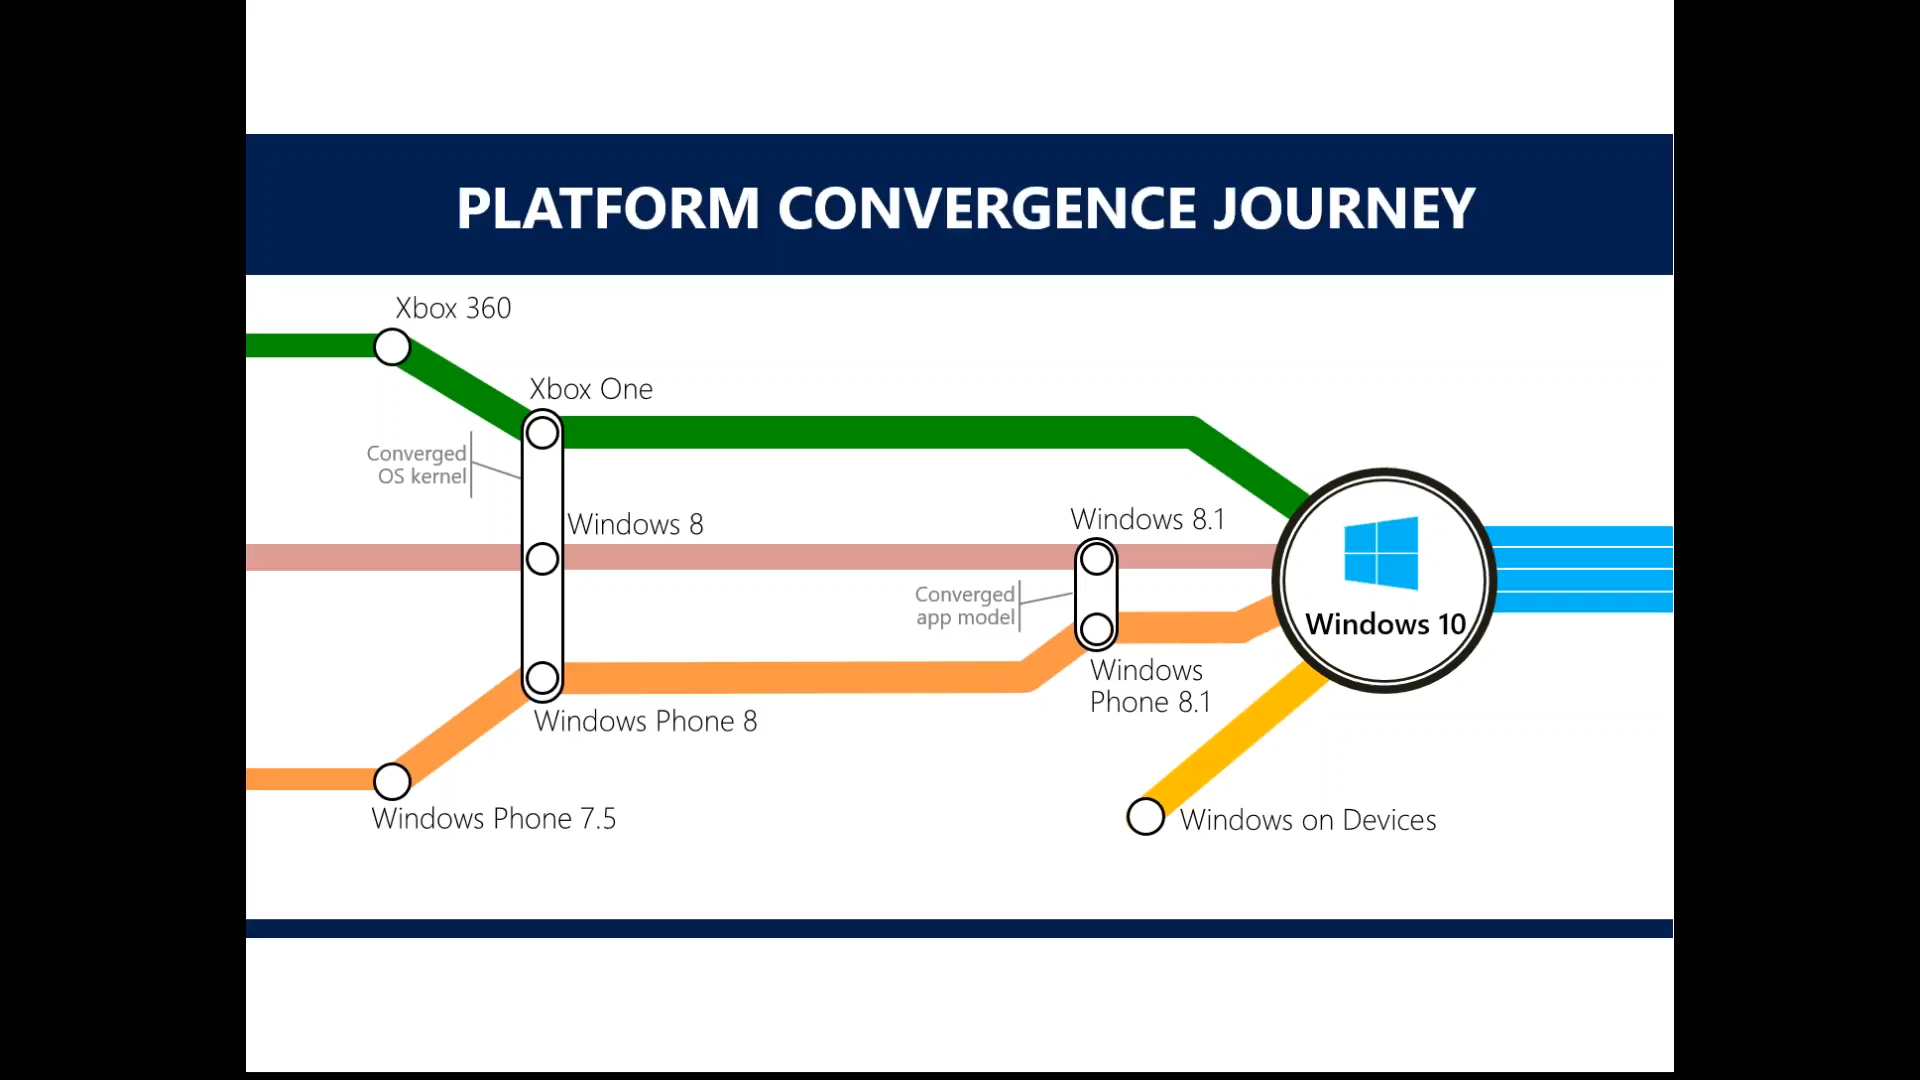 PLATFORM CONVERGENCE JOURNEY
Xbox 360
Xbox One
Converged
OS kernel
Windows 8
Windows 8.1
Converged
app model
Windows 10
Windows
Phone 8.1
Windows Phone 8
Windows Phone 7.5
Windows on Devices